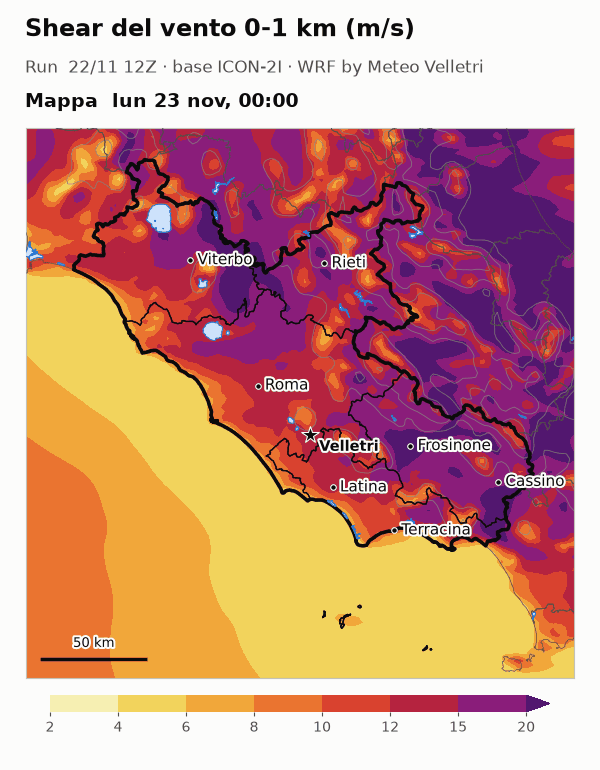 Shear del vento 0-1 km (m/s)
Run  22/11 12Z · base ICON-2I · WRF by Meteo Velletri
Mappa  lun 23 nov, 00:00
Viterbo
Rieti
Roma
Velletri
Frosinone
Cassino
Latina
Terracina
50 km
2 4 6 8 10 12 15 20